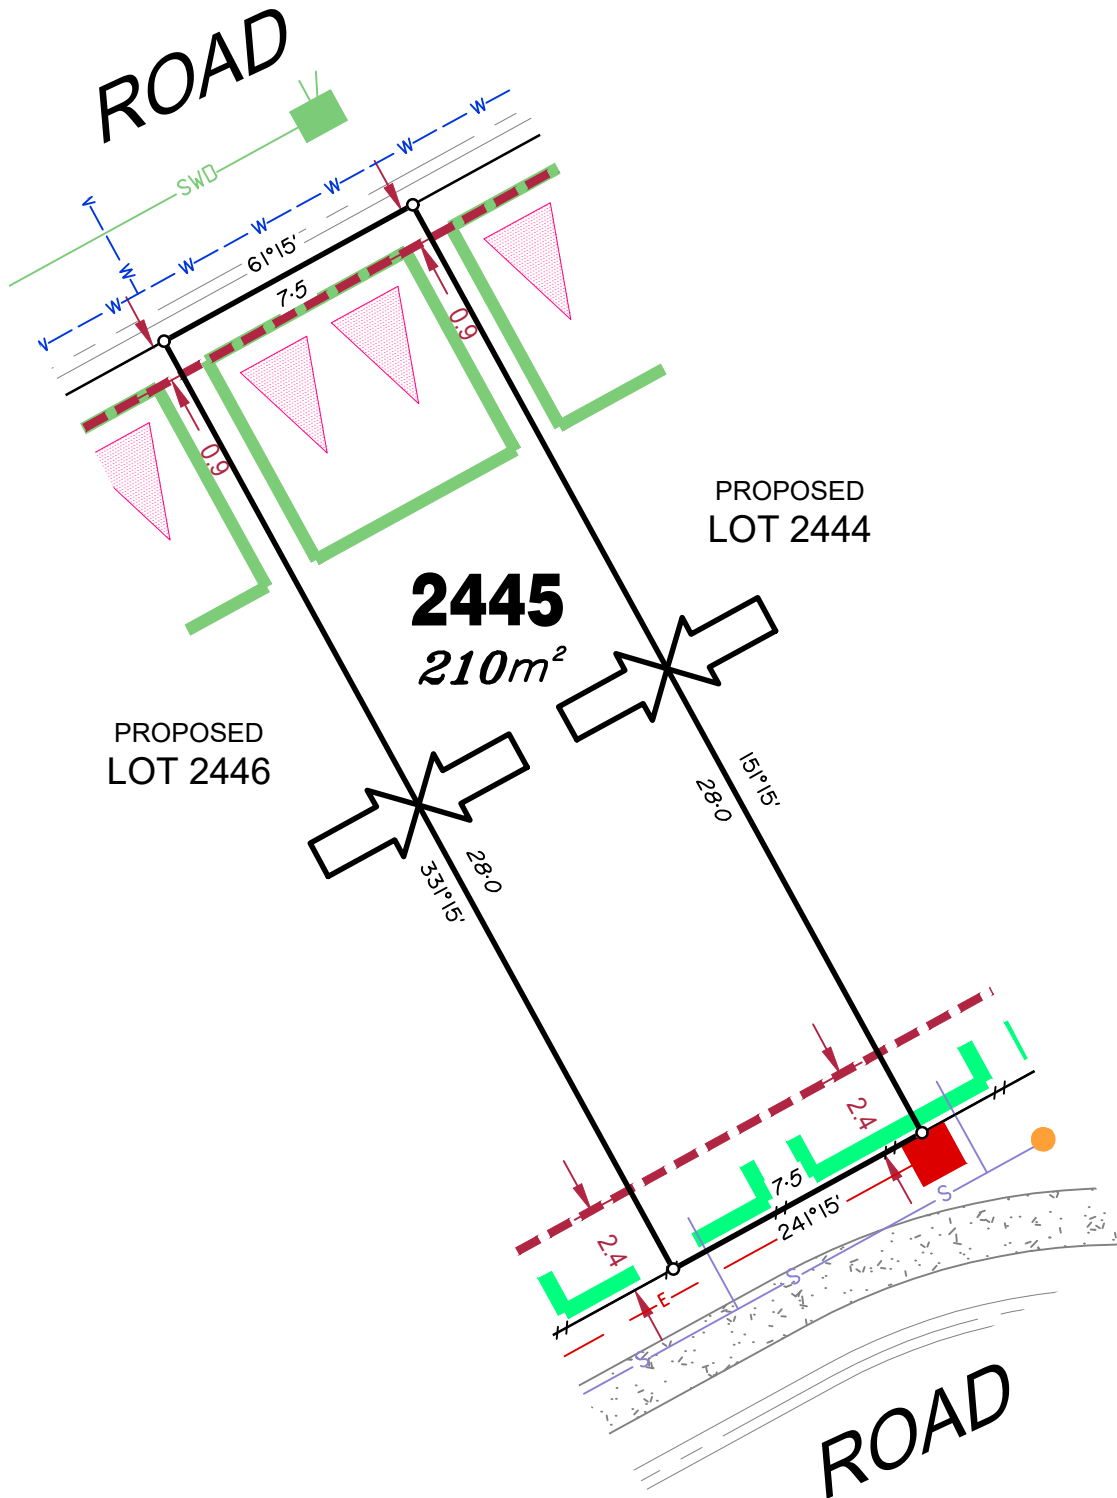 ROAD
SWD
W
W
W
W
W
W
W
W
W
61°15'
7·5
0.9
0.9
PROPOSED
LOT 2444
2445
210m²
PROPOSED
LOT 2446
151°15'
28·0
28·0
331°15'
2.4
2.4
7·5
241°15'
S
S
S
E
ROAD